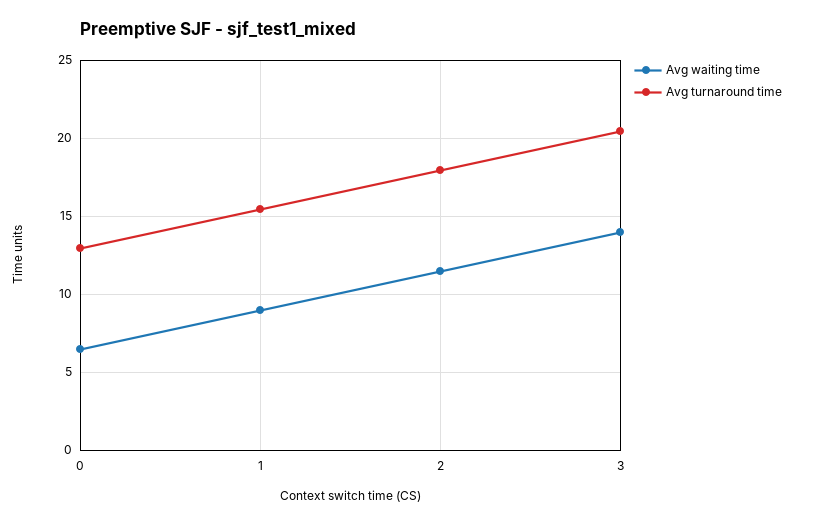 Preemptive SJF - sjf_test1_mixed
25
20
15
10
5
0
Time units
0 1 2 3
Context switch time (CS)
Avg waiting time
Avg turnaround time